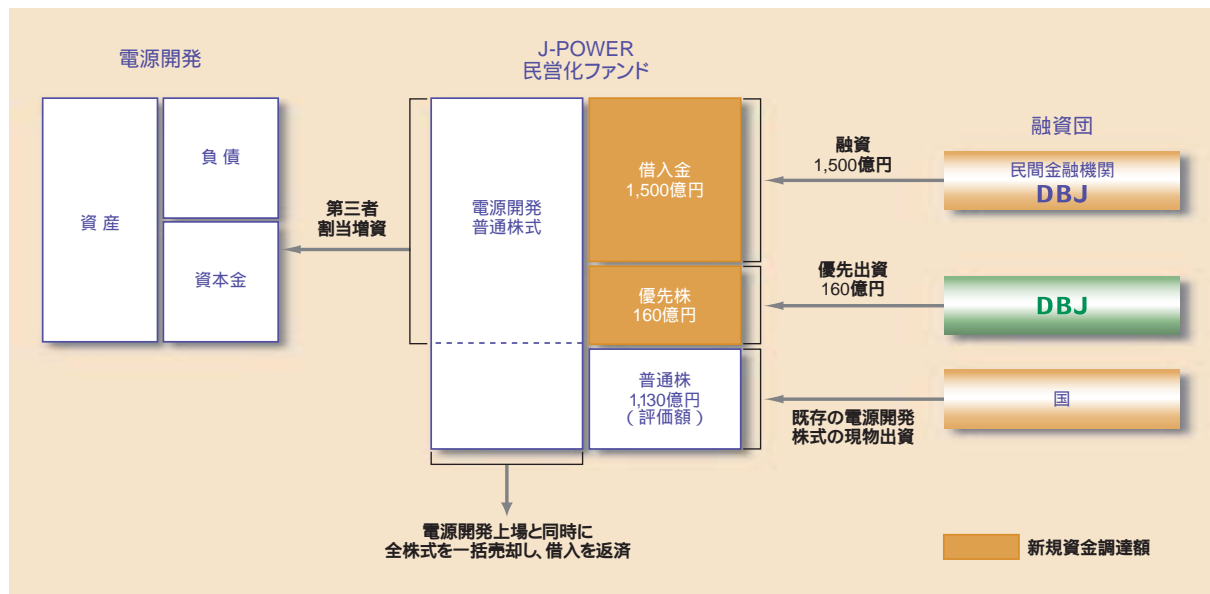 電源開発
資産
負債
資本金
第三者
割当増資
J-POWER
民営化ファンド
電源開発
普通株式
借入金
1,500億円
優先株
160億円
普通株
1,130億円
(評価額)
融資
1,500億円
優先出資
160億円
既存の電源開発
株式の現物出資
融資団
民間金融機関
DBJ
DBJ
国
電源開発上場と同時に
全株式を一括売却し、借入を返済
新規資金調達額